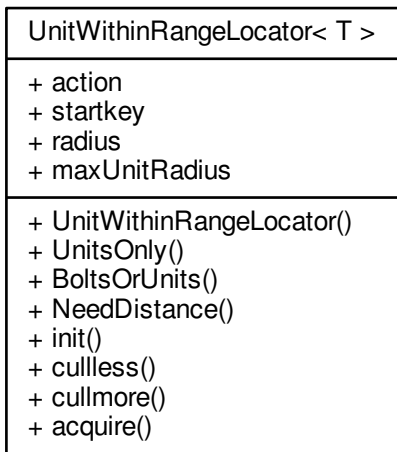 UnitWithinRangeLocator< T >
+ action
+ startkey
+ radius
+ maxUnitRadius
+ UnitWithinRangeLocator()
+ UnitsOnly()
+ BoltsOrUnits()
+ NeedDistance()
+ init()
+ cullless()
+ cullmore()
+ acquire()